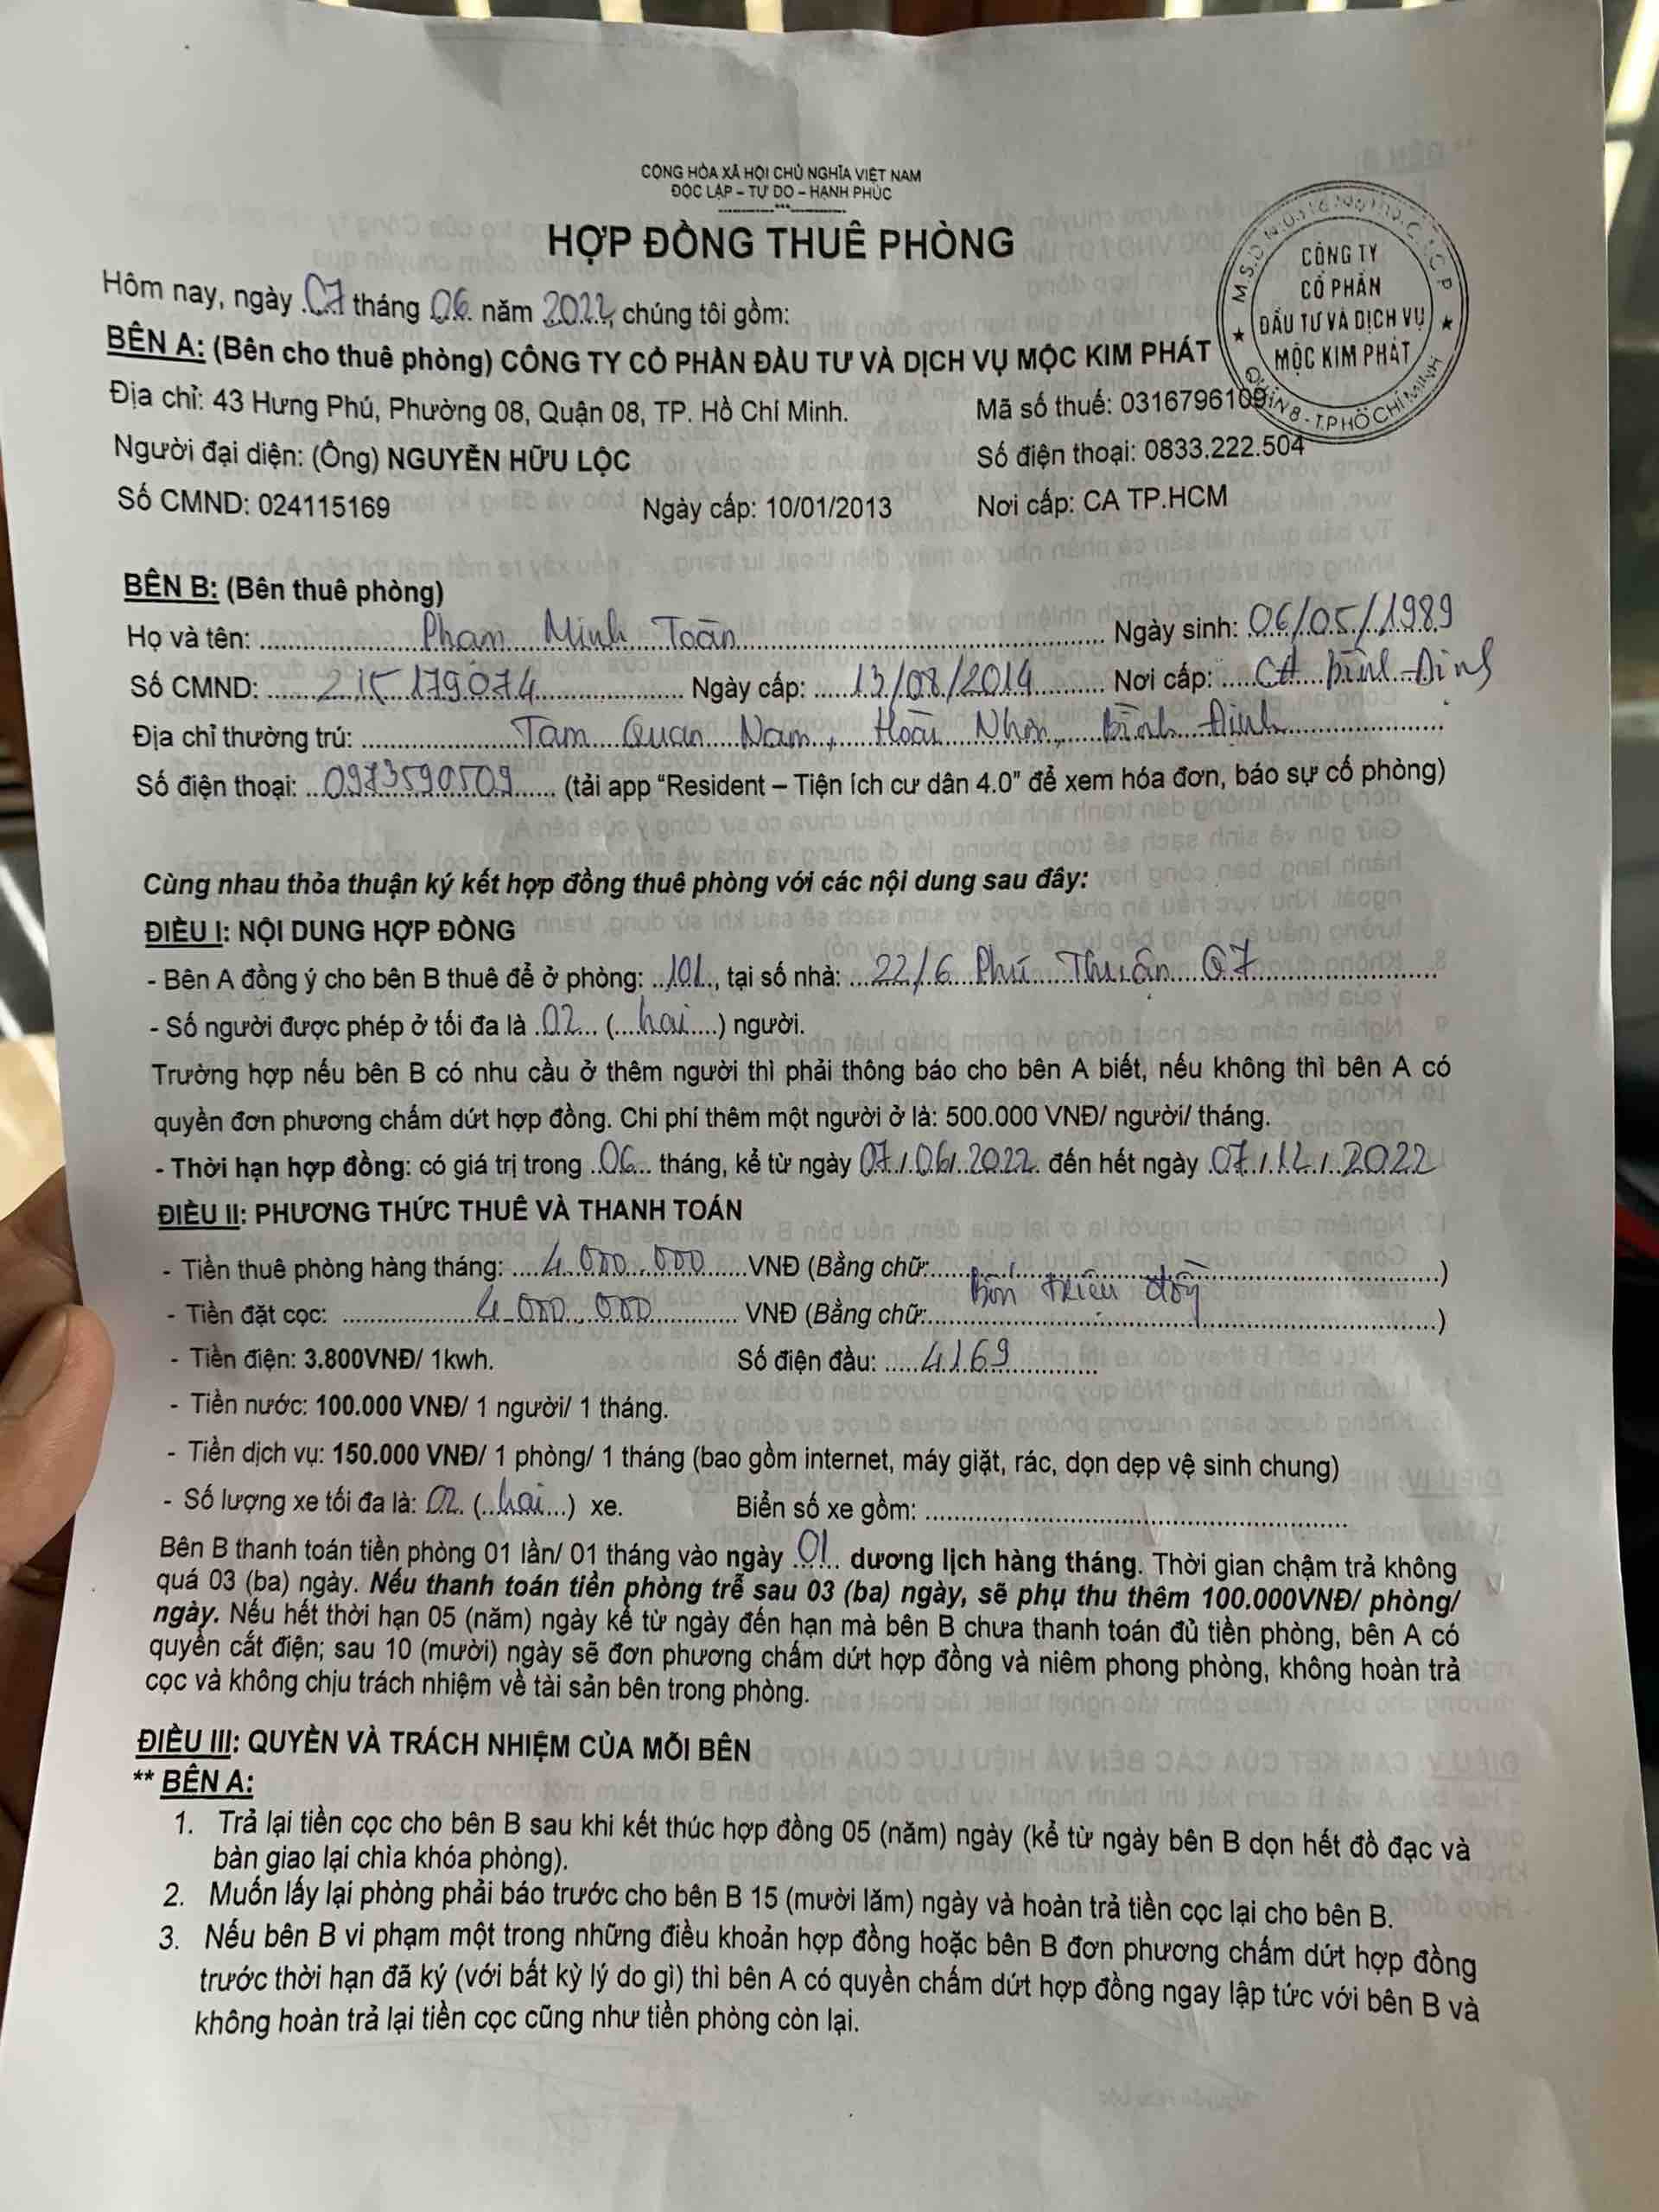 CỘNG HÒA XÃ HỘI CHỦ NGHĨA VIỆT NAM
ĐỘC LẬP – TỰ DO – HẠNH PHÚC
HỢP ĐỒNG THUÊ PHÒNG
Hôm nay, ngày 07 tháng 06 năm 2022, chúng tôi gồm:
BÊN A: (Bên cho thuê phòng) CÔNG TY CỔ PHẦN ĐẦU TƯ VÀ DỊCH VỤ MỘC KIM PHÁT
Địa chỉ: 43 Hưng Phú, Phường 08, Quận 08, TP. Hồ Chí Minh. Mã số thuế: 0316796109
Người đại diện: (Ông) NGUYỄN HỮU LỘC Số điện thoại: 0833.222.504
Số CMND: 024115169 Ngày cấp: 10/01/2013 Nơi cấp: CA TP.HCM
CÔNG TY
CỔ PHẦN
ĐẦU TƯ VÀ DỊCH VỤ
MỘC KIM PHÁT
QUẬN 8 - T.P HỒ CHÍ MINH
BÊN B: (Bên thuê phòng)
Họ và tên: Phạm Minh Toàn Ngày sinh: 06/05/1989
Số CMND: 215179074 Ngày cấp: 13/08/2014 Nơi cấp: CA Bình Định
Địa chỉ thường trú: Tam Quan Nam, Hoài Nhơn, Bình Định
Số điện thoại: 0973590509 (tải app “Resident – Tiện ích cư dân 4.0” để xem hóa đơn, báo sự cố phòng)
Cùng nhau thỏa thuận ký kết hợp đồng thuê phòng với các nội dung sau đây:
ĐIỀU I: NỘI DUNG HỢP ĐỒNG
- Bên A đồng ý cho bên B thuê để ở phòng: 101, tại số nhà: 22/6 Phú Thuận Q7
- Số người được phép ở tối đa là 02 (hai) người.
Trường hợp nếu bên B có nhu cầu ở thêm người thì phải thông báo cho bên A biết, nếu không thì bên A có
quyền đơn phương chấm dứt hợp đồng. Chi phí thêm một người ở là: 500.000 VNĐ/ người/ tháng.
- Thời hạn hợp đồng: có giá trị trong 06 tháng, kể từ ngày 07/06/2022 đến hết ngày 07/12/2022
ĐIỀU II: PHƯƠNG THỨC THUÊ VÀ THANH TOÁN
- Tiền thuê phòng hàng tháng: 4.000.000 VNĐ (Bằng chữ: )
Bốn triệu đồng
- Tiền đặt cọc: 4.000.000 VNĐ (Bằng chữ: )
- Tiền điện: 3.800VNĐ/ 1kwh. Số điện đầu: 4169
- Tiền nước: 100.000 VNĐ/ 1 người/ 1 tháng.
- Tiền dịch vụ: 150.000 VNĐ/ 1 phòng/ 1 tháng (bao gồm internet, máy giặt, rác, dọn dẹp vệ sinh chung)
- Số lượng xe tối đa là: 02 (hai) xe. Biển số xe gồm:
Bên B thanh toán tiền phòng 01 lần/ 01 tháng vào ngày 01 dương lịch hàng tháng. Thời gian chậm trả không
quá 03 (ba) ngày. Nếu thanh toán tiền phòng trễ sau 03 (ba) ngày, sẽ phụ thu thêm 100.000VNĐ/ phòng/
ngày. Nếu hết thời hạn 05 (năm) ngày kể từ ngày đến hạn mà bên B chưa thanh toán đủ tiền phòng, bên A có
quyền cắt điện; sau 10 (mười) ngày sẽ đơn phương chấm dứt hợp đồng và niêm phong phòng, không hoàn trả
cọc và không chịu trách nhiệm về tài sản bên trong phòng.
ĐIỀU III: QUYỀN VÀ TRÁCH NHIỆM CỦA MỖI BÊN
** BÊN A:
1. Trả lại tiền cọc cho bên B sau khi kết thúc hợp đồng 05 (năm) ngày (kể từ ngày bên B dọn hết đồ đạc và
bàn giao lại chìa khóa phòng).
2. Muốn lấy lại phòng phải báo trước cho bên B 15 (mười lăm) ngày và hoàn trả tiền cọc lại cho bên B.
3. Nếu bên B vi phạm một trong những điều khoản hợp đồng hoặc bên B đơn phương chấm dứt hợp đồng
trước thời hạn đã ký (với bất kỳ lý do gì) thì bên A có quyền chấm dứt hợp đồng ngay lập tức với bên B và
không hoàn trả lại tiền cọc cũng như tiền phòng còn lại.